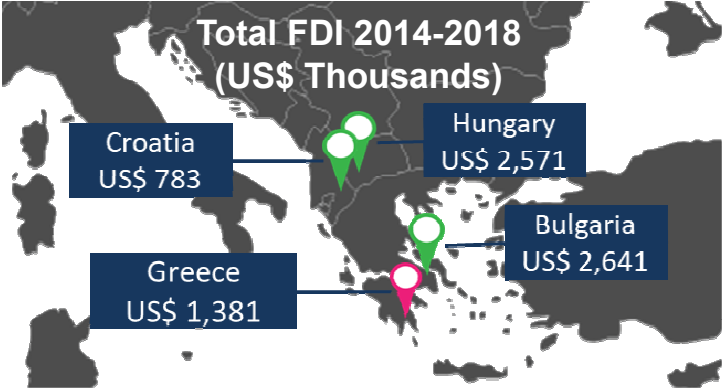 Total FDI 2014-2018
(US$ Thousands)
Croatia
US$ 783
Hungary
US$ 2,571
Bulgaria
US$ 2,641
Greece
US$ 1,381